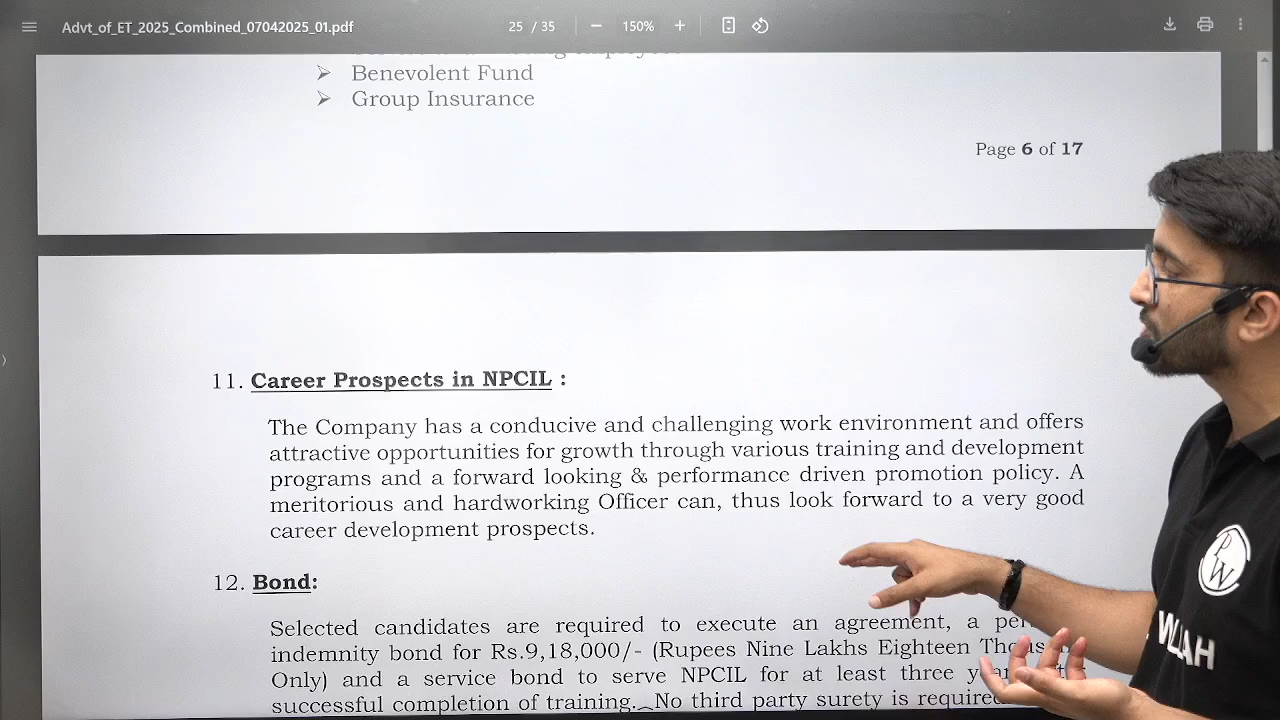 Advt_of_ET_2025_Combined_07042025_01.pdf
25 / 35
150%
➢ Benevolent Fund
➢ Group Insurance
Page 6 of 17
11. Career Prospects in NPCIL :
The Company has a conducive and challenging work environment and offers
attractive opportunities for growth through various training and development
programs and a forward looking & performance driven promotion policy. A
meritorious and hardworking Officer can, thus look forward to a very good
career development prospects.
12. Bond:
Selected candidates are required to execute an agreement, a
indemnity bond for Rs.9,18,000/- (Rupees Nine Lakhs Eighteen
Only) and a service bond to serve NPCIL for at least three
successful completion of training. No third party surety is required
PW